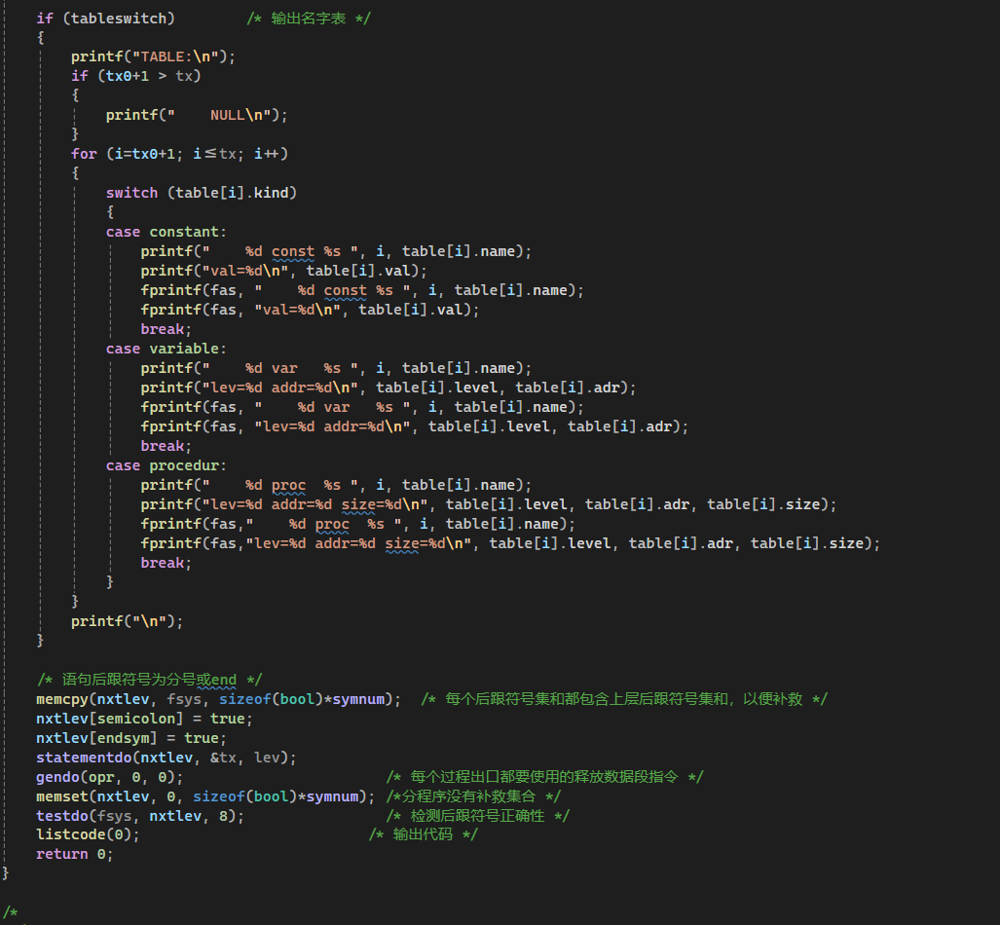 if (tableswitch)        /* 输出名字表 */
{
    printf("TABLE:\n");
    if (tx0+1 > tx)
    {
        printf("    NULL\n");
    }
    for (i=tx0+1; i<=tx; i++)
    {
        switch (table[i].kind)
        {
        case constant:
            printf("    %d const %s ", i, table[i].name);
            printf("val=%d\n", table[i].val);
            fprintf(fas, "    %d const %s ", i, table[i].name);
            fprintf(fas, "val=%d\n", table[i].val);
            break;
        case variable:
            printf("    %d var   %s ", i, table[i].name);
            printf("lev=%d addr=%d\n", table[i].level, table[i].adr);
            fprintf(fas, "    %d var   %s ", i, table[i].name);
            fprintf(fas, "lev=%d addr=%d\n", table[i].level, table[i].adr);
            break;
        case procedur:
            printf("    %d proc  %s ", i, table[i].name);
            printf("lev=%d addr=%d size=%d\n", table[i].level, table[i].adr, table[i].size);
            fprintf(fas,"    %d proc  %s ", i, table[i].name);
            fprintf(fas,"lev=%d addr=%d size=%d\n", table[i].level, table[i].adr, table[i].size);
            break;
        }
    }
    printf("\n");
}
/* 语句后跟符号为分号或end */
memcpy(nxtlev, fsys, sizeof(bool)*symnum);  /* 每个后跟符号集和都包含上层后跟符号集和，以便补救 */
nxtlev[semicolon] = true;
nxtlev[endsym] = true;
statementdo(nxtlev, &tx, lev);
gendo(opr, 0, 0);                       /* 每个过程出口都要使用的释放数据段指令 */
memset(nxtlev, 0, sizeof(bool)*symnum); /*分程序没有补救集合 */
testdo(fsys, nxtlev, 8);                /* 检测后跟符号正确性 */
listcode(0);                          /* 输出代码 */
return 0;
}
/*